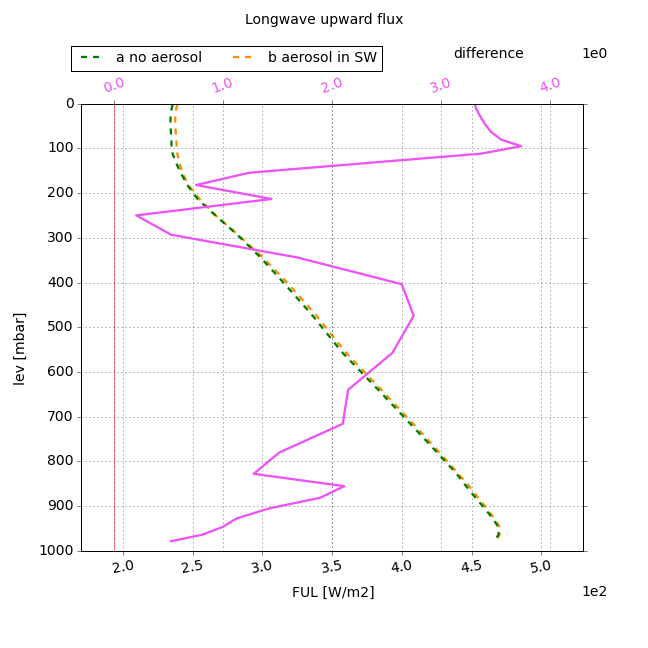 Longwave upward flux
a no aerosol b aerosol in SW difference 1e0
0.0 1.0 2.0 3.0 4.0
0
100
200
300
400
500
600
700
800
900
1000
lev [mbar]
2.0 2.5 3.0 3.5 4.0 4.5 5.0
FUL [W/m2] 1e2